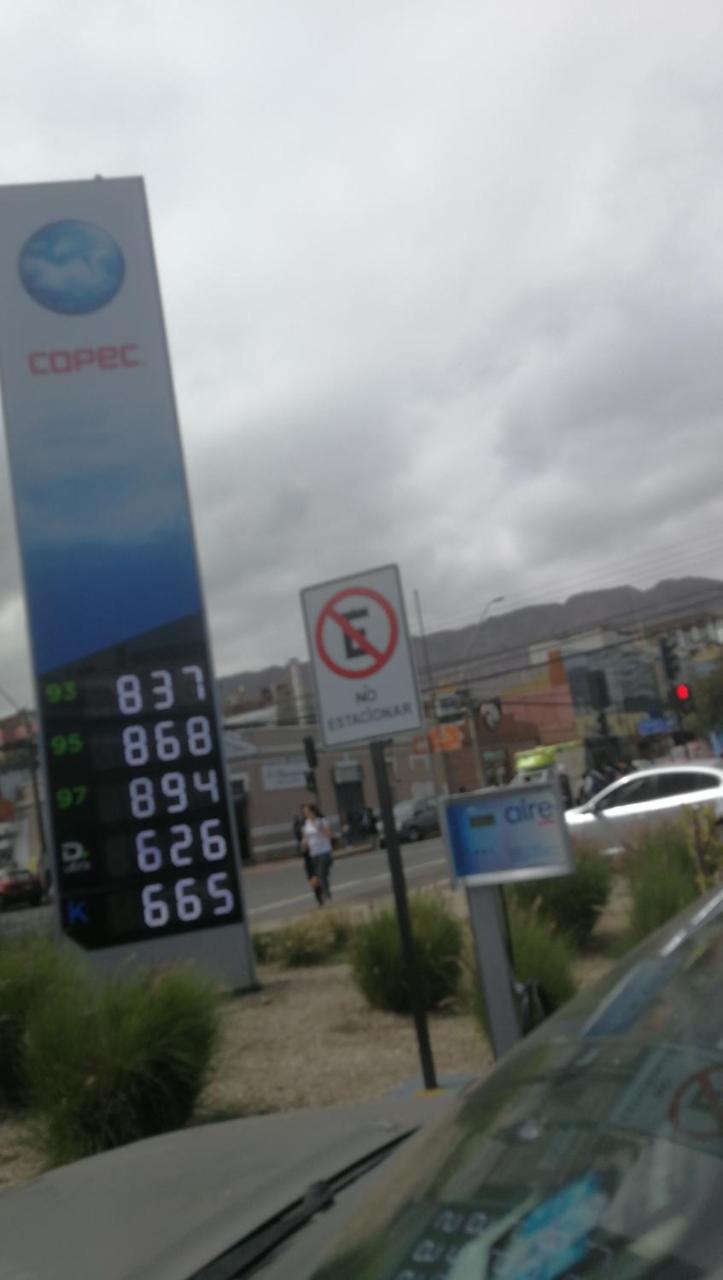 COPEC
93 837
95 868
97 894
D 626
K 665
E
NO
ESTACIONAR
aire